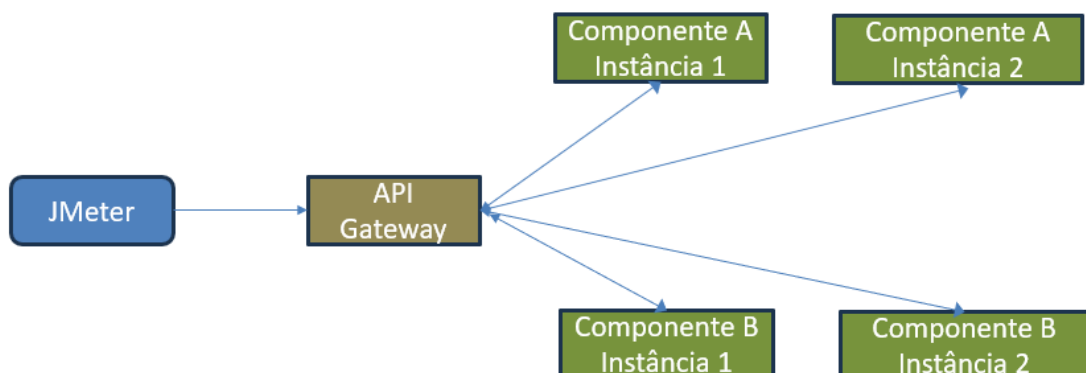 Componente A
Instância 1
Componente A
Instância 2
JMeter
API
Gateway
Componente B
Instância 1
Componente B
Instância 2